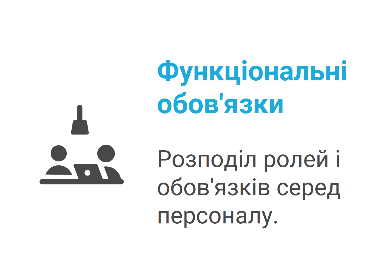 Функціональні
обов'язки
Розподіл ролей і
обов'язків серед
персоналу.